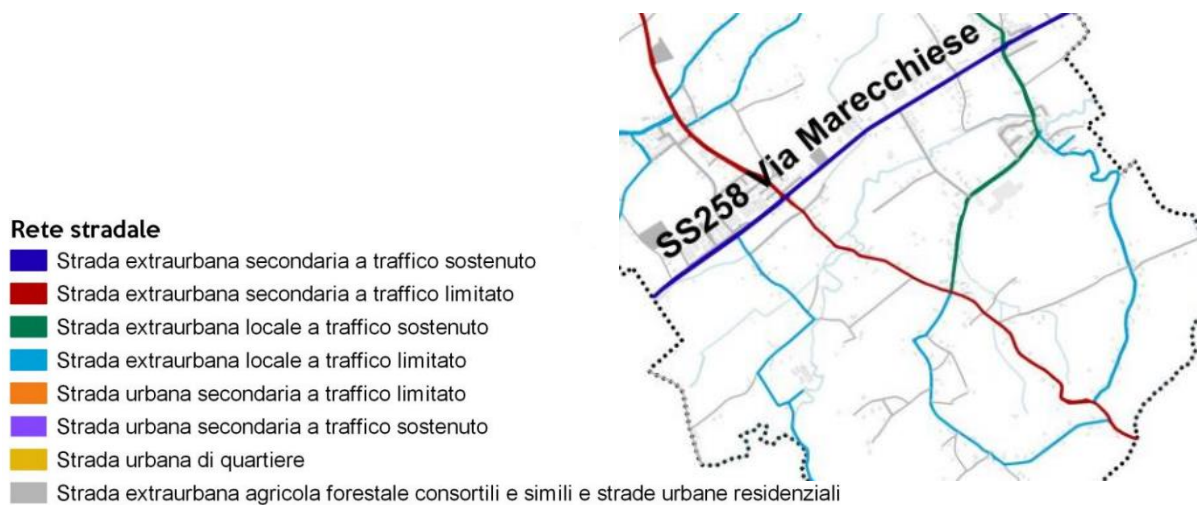 SS258 Via Marecchiese
Rete stradale
Strada extraurbana secondaria a traffico sostenuto
Strada extraurbana secondaria a traffico limitato
Strada extraurbana locale a traffico sostenuto
Strada extraurbana locale a traffico limitato
Strada urbana secondaria a traffico limitato
Strada urbana secondaria a traffico sostenuto
Strada urbana di quartiere
Strada extraurbana agricola forestale consortili e simili e strade urbane residenziali